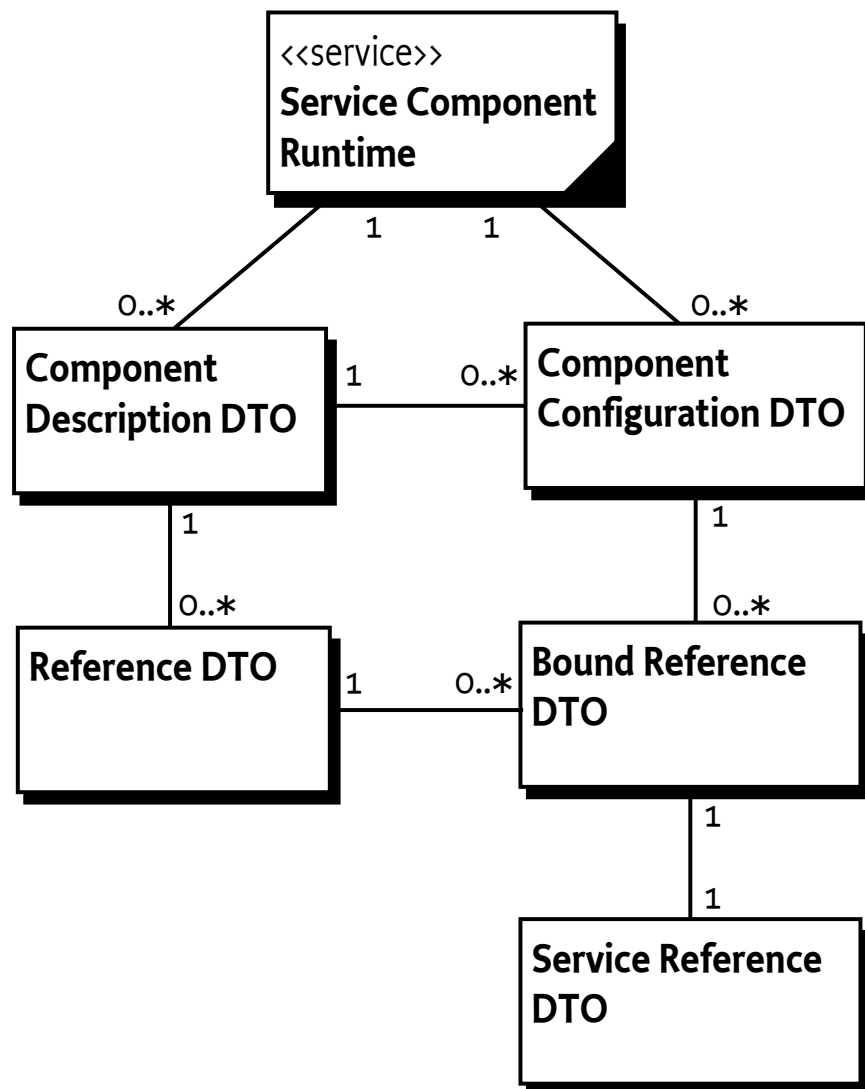 <<service>>
Service Component
Runtime
1
1
0..*
0..*
Component
Description DTO
1
0..*
Component
Configuration DTO
1
1
0..*
0..*
Reference DTO
1
0..*
Bound Reference
DTO
1
1
Service Reference
DTO